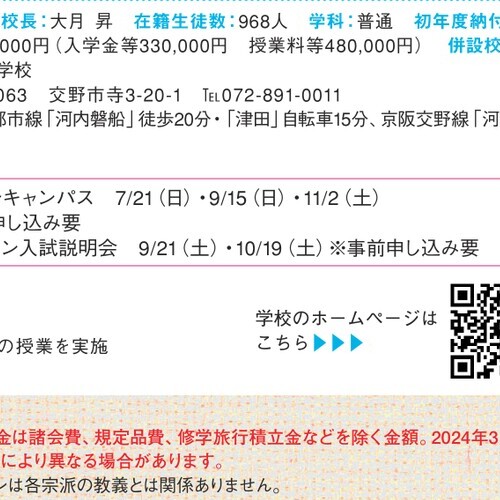 校長：大月 昇　在籍生徒数：968人　学科：普通　初年度納付
000円（入学金等330,000円　授業料等480,000円）　併設校
学校
063　交野市寺3-20-1　℡072-891-0011
都市線「河内磐船」徒歩20分・「津田」自転車15分、京阪交野線「河
キャンパス　7/21（日）・9/15（日）・11/2（土）
申し込み要
ン入試説明会　9/21（土）・10/19（土）※事前申し込み要
学校のホームページは
こちら▶▶▶
の授業を実施
金は諸会費、規定品費、修学旅行積立金などを除く金額。2024年3
により異なる場合があります。
は各宗派の教義とは関係ありません。